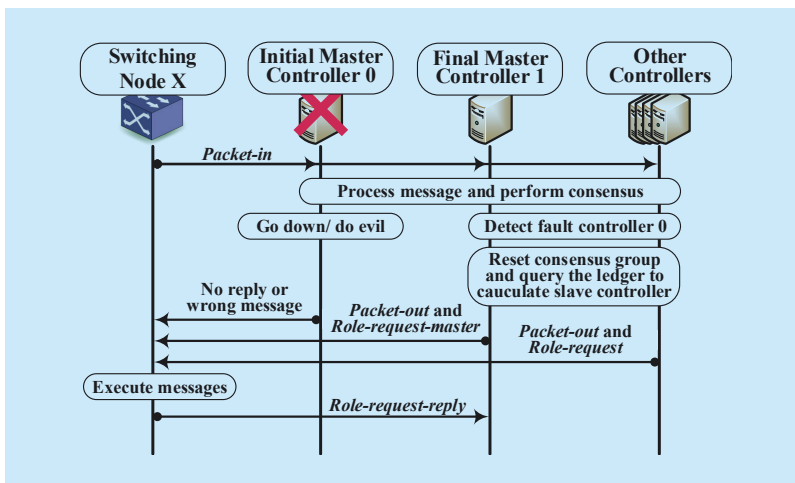 Switching
Node X
Initial Master
Controller 0
Final Master
Controller 1
Other
Controllers
Packet-in
Process message and perform consensus
Go down/ do evil
Detect fault controller 0
Reset consensus group
and query the ledger to
cauculate slave controller
No reply or
wrong message
Packet-out and
Role-request-master
Packet-out and
Role-request
Execute messages
Role-request-reply